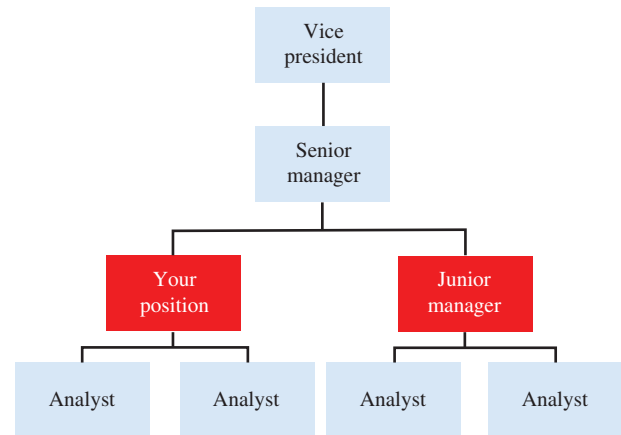 Vice
president
Senior
manager
Your
position
Junior
manager
Analyst
Analyst
Analyst
Analyst